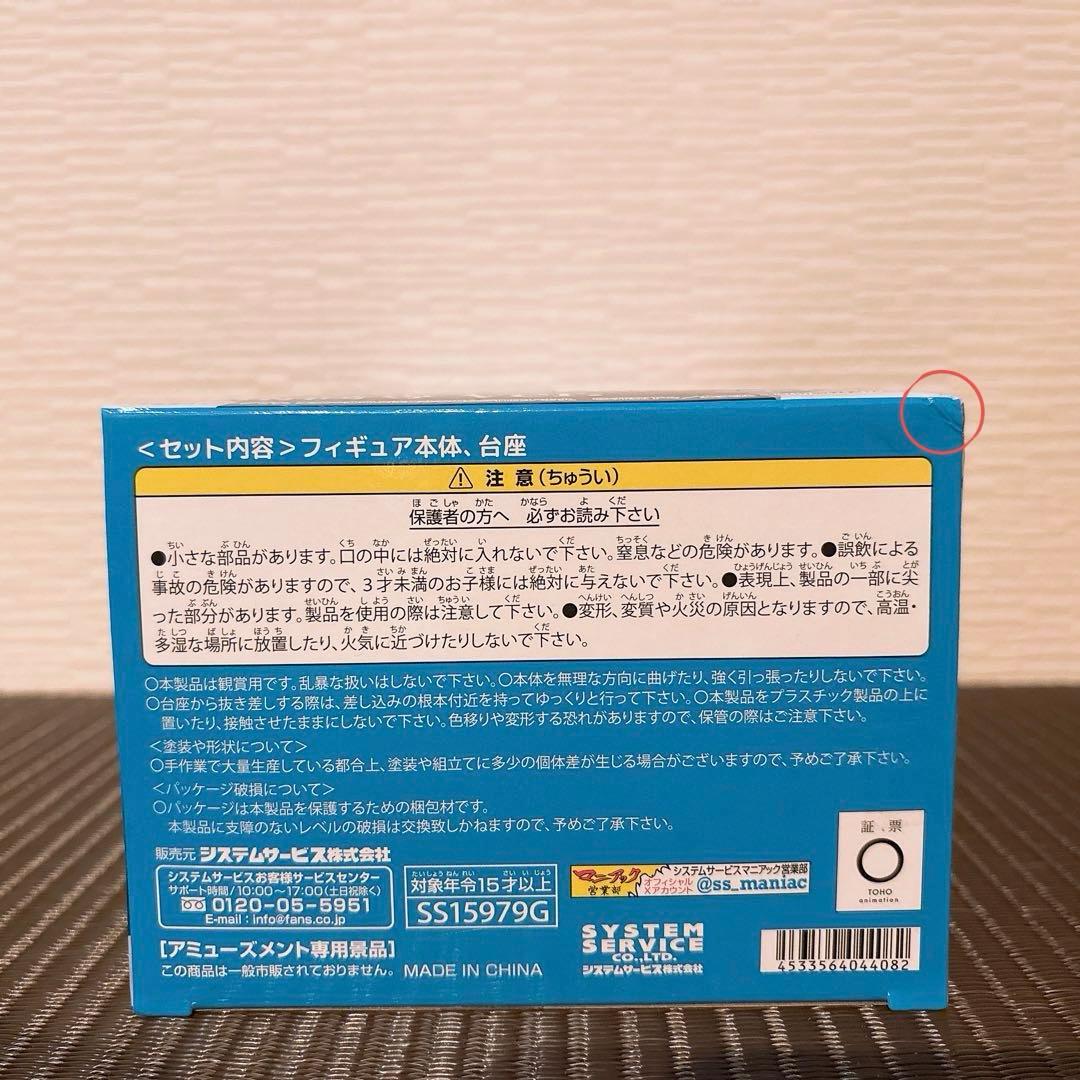 <セット内容>フィギュア本体、台座
⚠ 注意(ちゅうい)
保護者の方へ 必ずお読み下さい
●小さな部品があります。口の中には絶対に入れないで下さい。窒息などの危険があります。●誤飲による
事故の危険がありますので、3才未満のお子様には絶対に与えないで下さい。●表現上、製品の一部に尖
った部分があります。製品を使用の際は注意して下さい。●変形、変質や火災の原因となりますので、高温・
多湿な場所に放置したり、火気に近づけたりしないで下さい。
○本製品は観賞用です。乱暴な扱いはしないで下さい。○本体を無理な方向に曲げたり、強く引っ張ったりしないで下さい。
○台座から抜き差しする際は、差し込みの根本付近を持ってゆっくりと行って下さい。○本製品をプラスチック製品の上に
置いたり、接触させたままにしないで下さい。色移りや変形する恐れがありますので、保管の際はご注意下さい。
<塗装や形状について>
○手作業で大量生産している都合上、塗装や組立てに多少の個体差が生じる場合がございますので、予めご了承下さい。
<パッケージ破損について>
○パッケージは本製品を保護するための梱包材です。
本製品に支障のないレベルの破損は交換致しかねますので、予めご了承下さい。
販売元 システムサービス株式会社
システムサービスお客様サービスセンター
サポート時間/10:00~17:00(土日祝除く)
0120-05-5951
E-mail:info@fans.co.jp
【アミューズメント専用景品】
この商品は一般市販されておりません。
対象年令15才以上
SS15979G
MADE IN CHINA
マニアック
営業部
オフィシャル
Xアカウント
システムサービスマニアック営業部
@ss_maniac
SYSTEM
SERVICE
CO.,LTD.
システムサービス株式会社
証、票
TOHO
animation
4533564044082